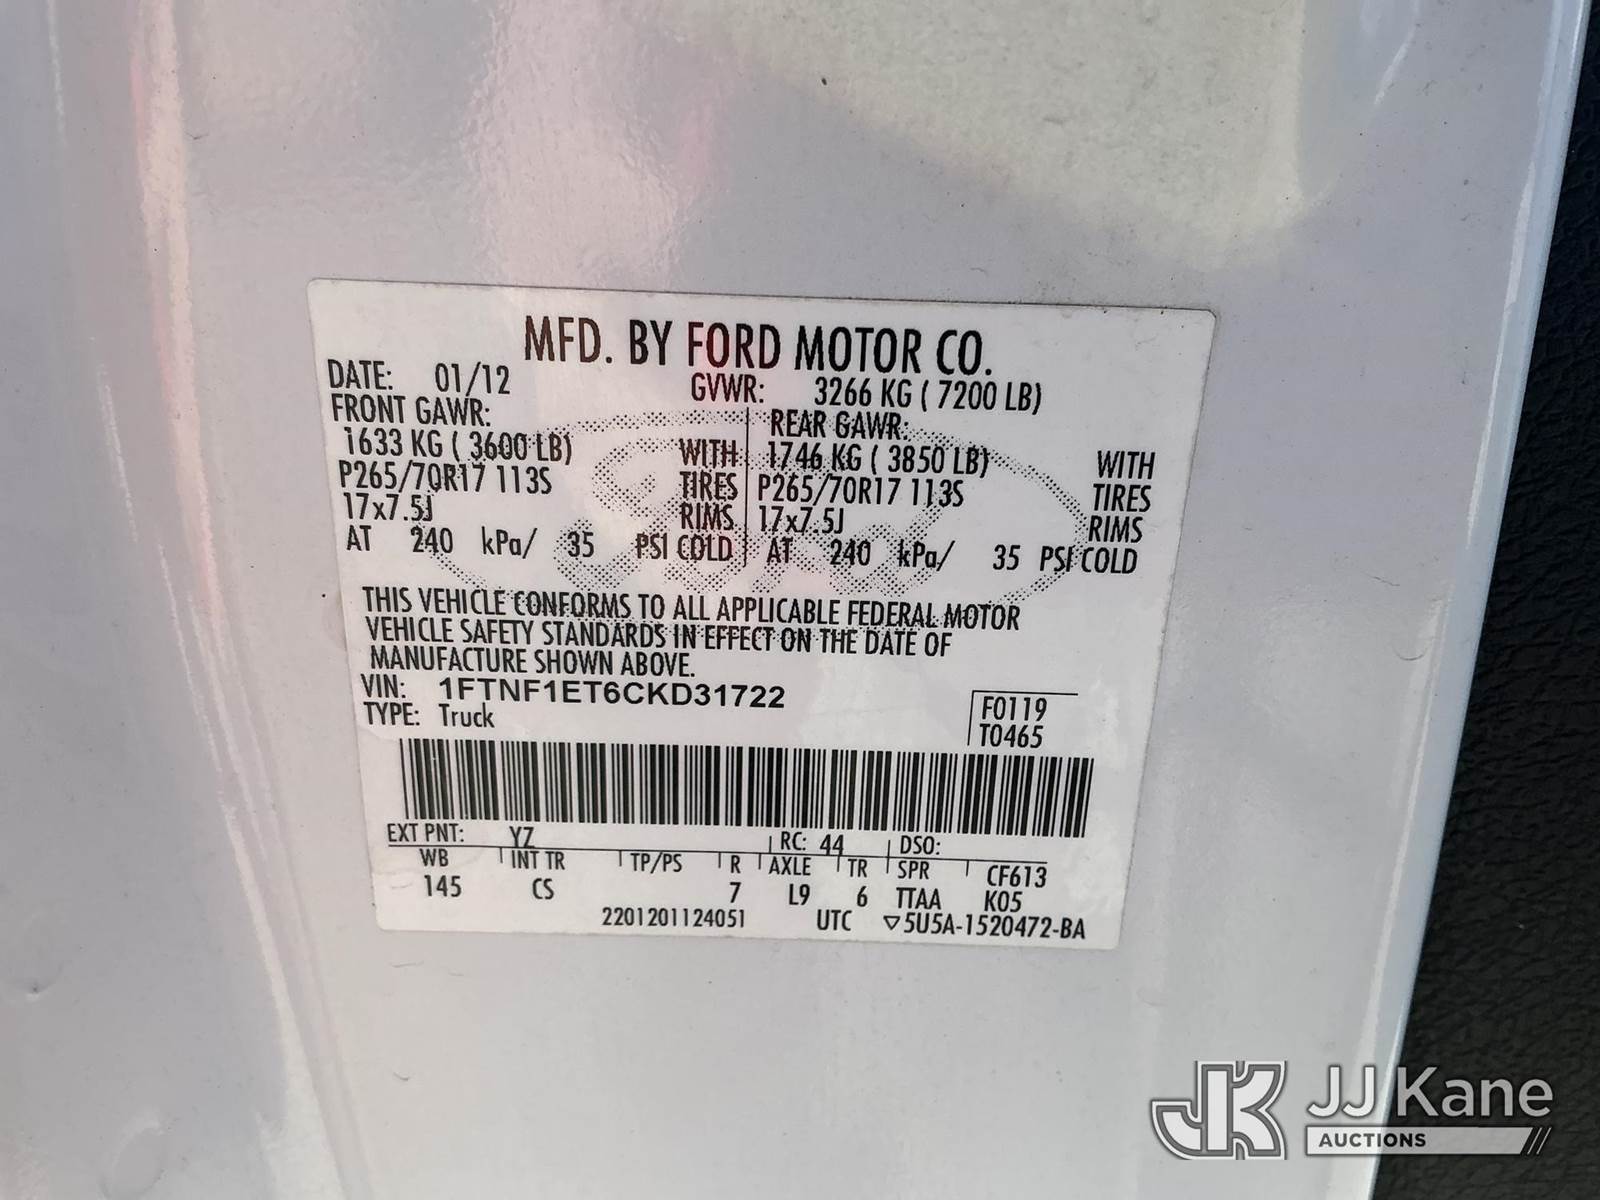 MFD. BY FORD MOTOR CO.
DATE: 01/12 GVWR: 3266 KG ( 7200 LB)
FRONT GAWR: REAR GAWR:
1633 KG ( 3600 LB) WITH 1746 KG ( 3850 LB) WITH
P265/70R17 113S TIRES P265/70R17 113S TIRES
17x7.5J RIMS 17x7.5J RIMS
AT 240 kPa/ 35 PSI COLD AT 240 kPa/ 35 PSI COLD
THIS VEHICLE CONFORMS TO ALL APPLICABLE FEDERAL MOTOR
VEHICLE SAFETY STANDARDS IN EFFECT ON THE DATE OF
MANUFACTURE SHOWN ABOVE.
VIN: 1FTNF1ET6CKD31722 F0119
TYPE: Truck T0465
EXT PNT: YZ RC: 44 DSO:
WB INT TR TP/PS R AXLE TR SPR CF613
145 CS 7 L9 6 TTAA K05
2201201124051 UTC ▽5U5A-1520472-BA
JK JJ Kane
AUCTIONS